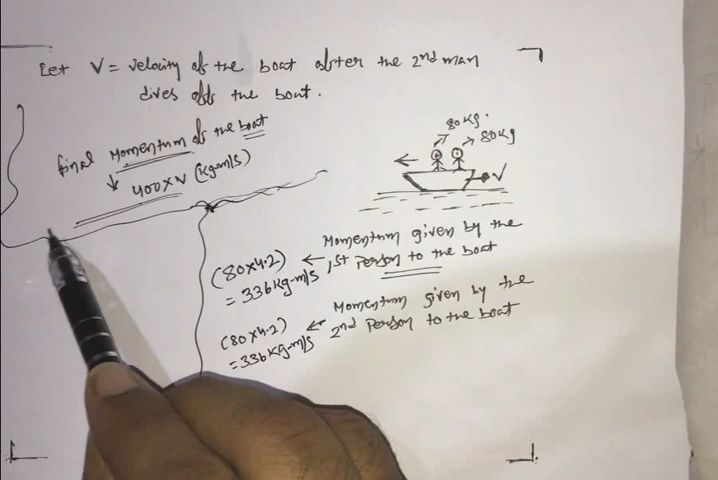 Let V = velocity of the boat after the 2nd man
dives off the boat.
final Momentum of the boat
↓ 400×V (kg-m/s)
80kg.
80kg
V
(80×4.2) ← Momentum given by the
= 336kg-m/s 1st Person to the boat
(80×4.2) ← Momentum given by the
= 336kg-m/s 2nd Person to the boat